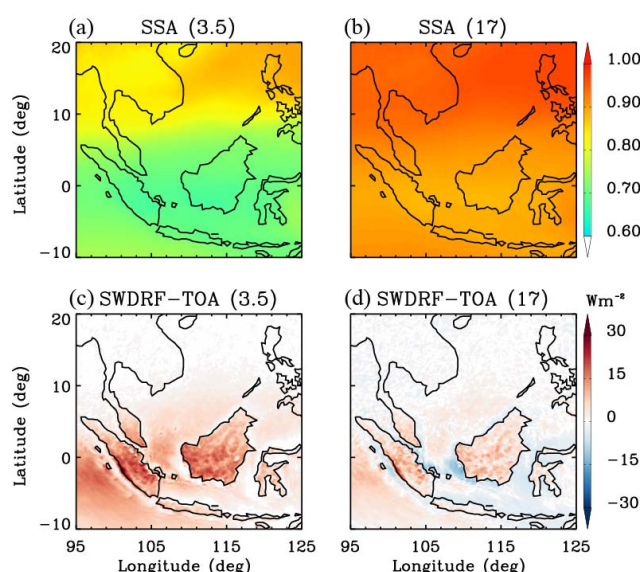 (a) SSA (3.5)
(b) SSA (17)
20
10
0
−10
Latitude (deg)
1.00
0.90
0.80
0.70
0.60
(c) SWDRF−TOA (3.5)
(d) SWDRF−TOA (17)
Wm⁻²
20
10
0
−10
Latitude (deg)
30
15
0
−15
−30
95 105 115 125
95 105 115 125
Longitude (deg)
Longitude (deg)